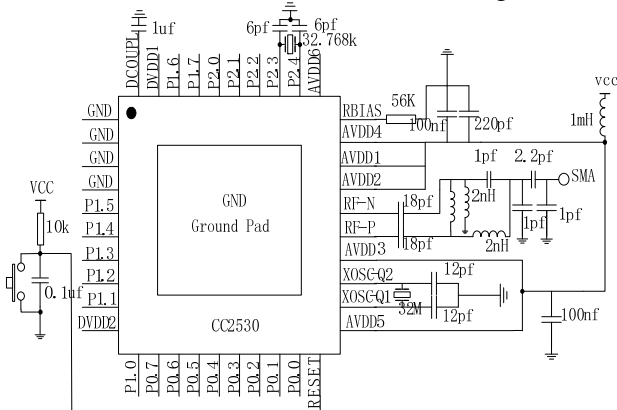 1uf
6pf 6pf
32.768k
DCOUPL
DVDD1
P1.6
P1.7
P2.0
P2.1
P2.2
P2.3
P2.4
AVDD6
GND
GND
GND
GND
P1.5
P1.4
P1.3
P1.2
P1.1
DVDD2
VCC
10k
0.1uf
GND
Ground Pad
CC2530
RBIAS
AVDD4
AVDD1
AVDD2
RF-N
RF-P
AVDD3
XOSC-Q2
XOSC-Q1
AVDD5
56K
100nf
220pf
vcc
1mH
1pf
2.2pf
SMA
18pf
2nH
18pf
2nH
1pf
1pf
12pf
32M
12pf
100nf
P1.0
P0.7
P0.6
P0.5
P0.4
P0.3
P0.2
P0.1
P0.0
RESET